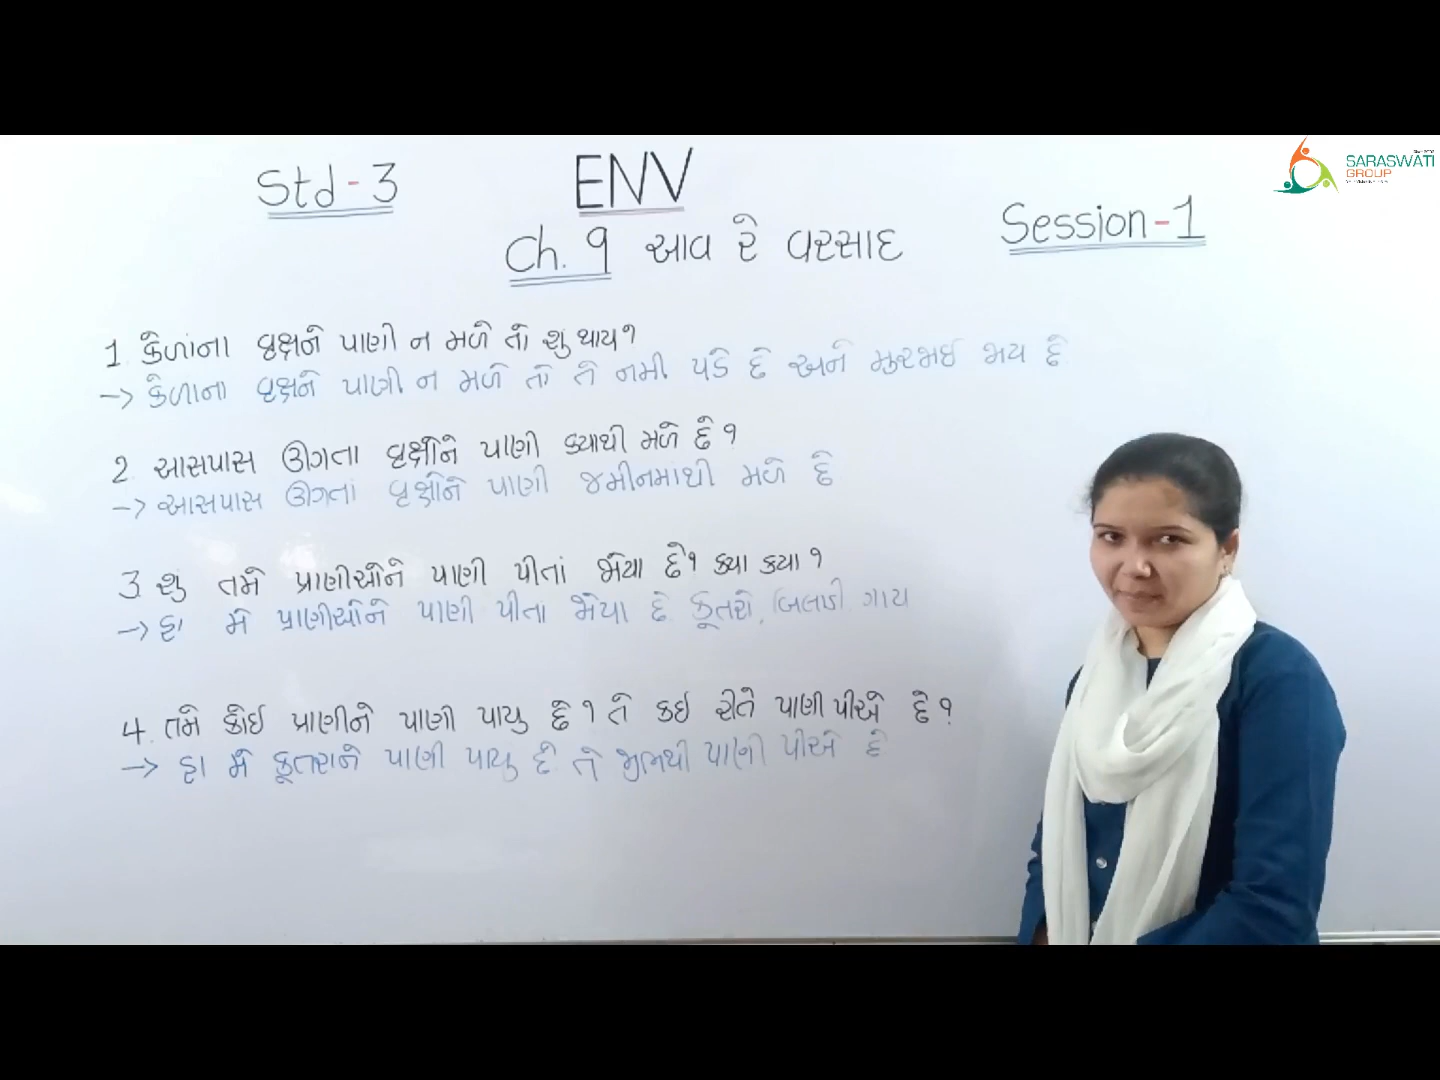 SARASWATI
GROUP
Std-3
ENV
Session-1
Ch. 9 આવ રે વરસાદ
1. કેળાંના વૃક્ષને પાણી ન મળે તો શું થાય?
→ કેળાના વૃક્ષને પાણી ન મળે તો તે નમી પડે છે અને મુરજાઈ જાય છે
2. આસપાસ ઊગતા વૃક્ષોને પાણી ક્યાથી મળે છે?
→ આસપાસ ઊગતાં વૃક્ષોને પાણી જમીનમાથી મળે છે
3 શું તમે પ્રાણીઓને પાણી પીતાં જોયા છે? ક્યા ક્યા?
→ હા મે પ્રાણીઓને પાણી પીતા જોયા છે. કૂતરો, બિલાડી ગાય
4. તમે કોઈ પ્રાણીને પાણી પાયુ છે? તે કઈ રીતે પાણી પીએ છે?
→ હા મે કૂતરાને પાણી પાયુ છે તે જીભથી પાણી પીએ છે